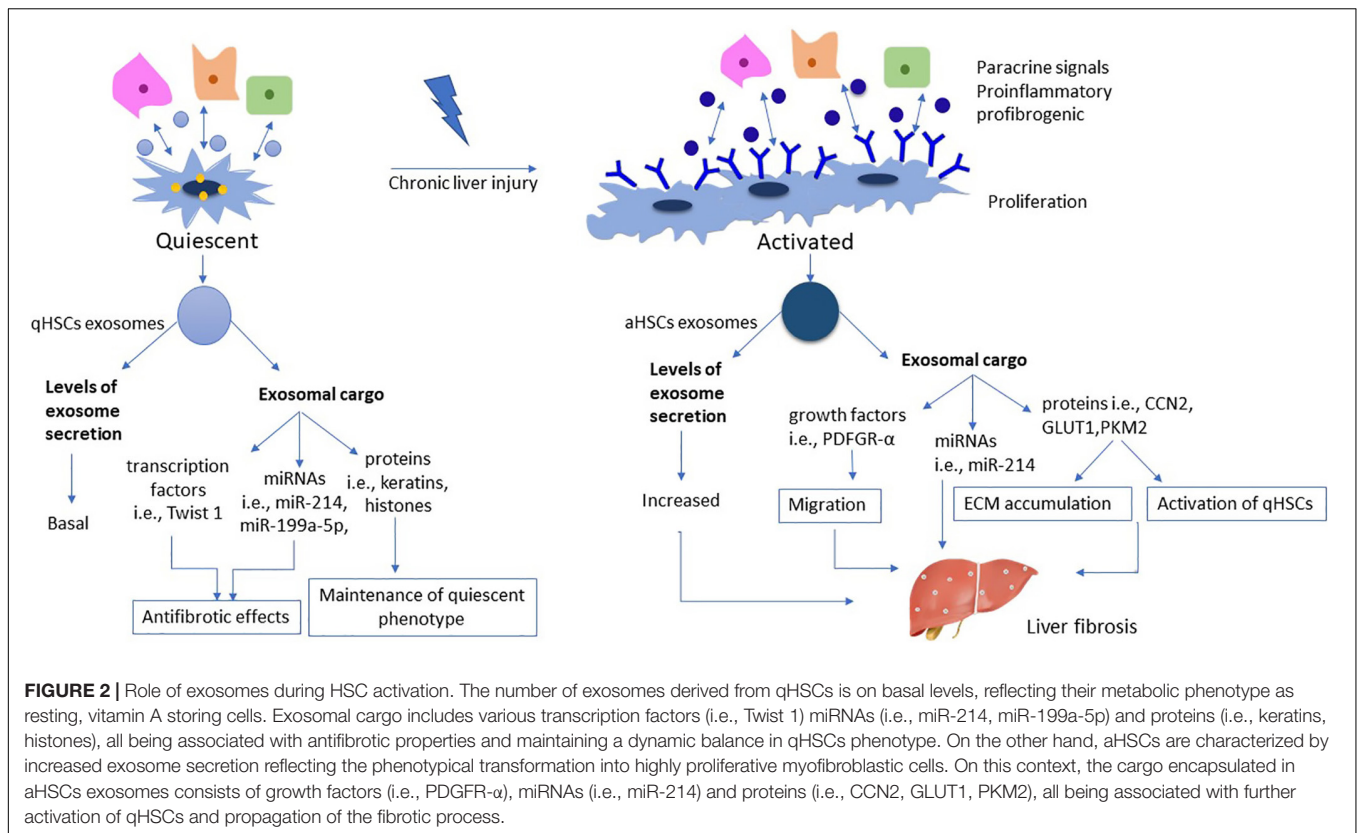 Paracrine signals
Proinflammatory
profibrogenic
Chronic liver injury
Proliferation
Quiescent
Activated
qHSCs exosomes
Levels of
exosome
secretion
Exosomal cargo
Basal
transcription
factors
i.e., Twist 1
miRNAs
i.e., miR-214,
miR-199a-5p,
proteins
i.e., keratins,
histones
Antifibrotic effects
Maintenance of quiescent
phenotype
aHSCs exosomes
Levels of
exosome
secretion
Exosomal cargo
Increased
growth factors
i.e., PDFGR-α
miRNAs
i.e., miR-214
proteins i.e., CCN2,
GLUT1,PKM2
Migration
ECM accumulation
Activation of qHSCs
Liver fibrosis
FIGURE 2 | Role of exosomes during HSC activation. The number of exosomes derived from qHSCs is on basal levels, reflecting their metabolic phenotype as
resting, vitamin A storing cells. Exosomal cargo includes various transcription factors (i.e., Twist 1) miRNAs (i.e., miR-214, miR-199a-5p) and proteins (i.e., keratins,
histones), all being associated with antifibrotic properties and maintaining a dynamic balance in qHSCs phenotype. On the other hand, aHSCs are characterized by
increased exosome secretion reflecting the phenotypical transformation into highly proliferative myofibroblastic cells. On this context, the cargo encapsulated in
aHSCs exosomes consists of growth factors (i.e., PDGFR-α), miRNAs (i.e., miR-214) and proteins (i.e., CCN2, GLUT1, PKM2), all being associated with further
activation of qHSCs and propagation of the fibrotic process.